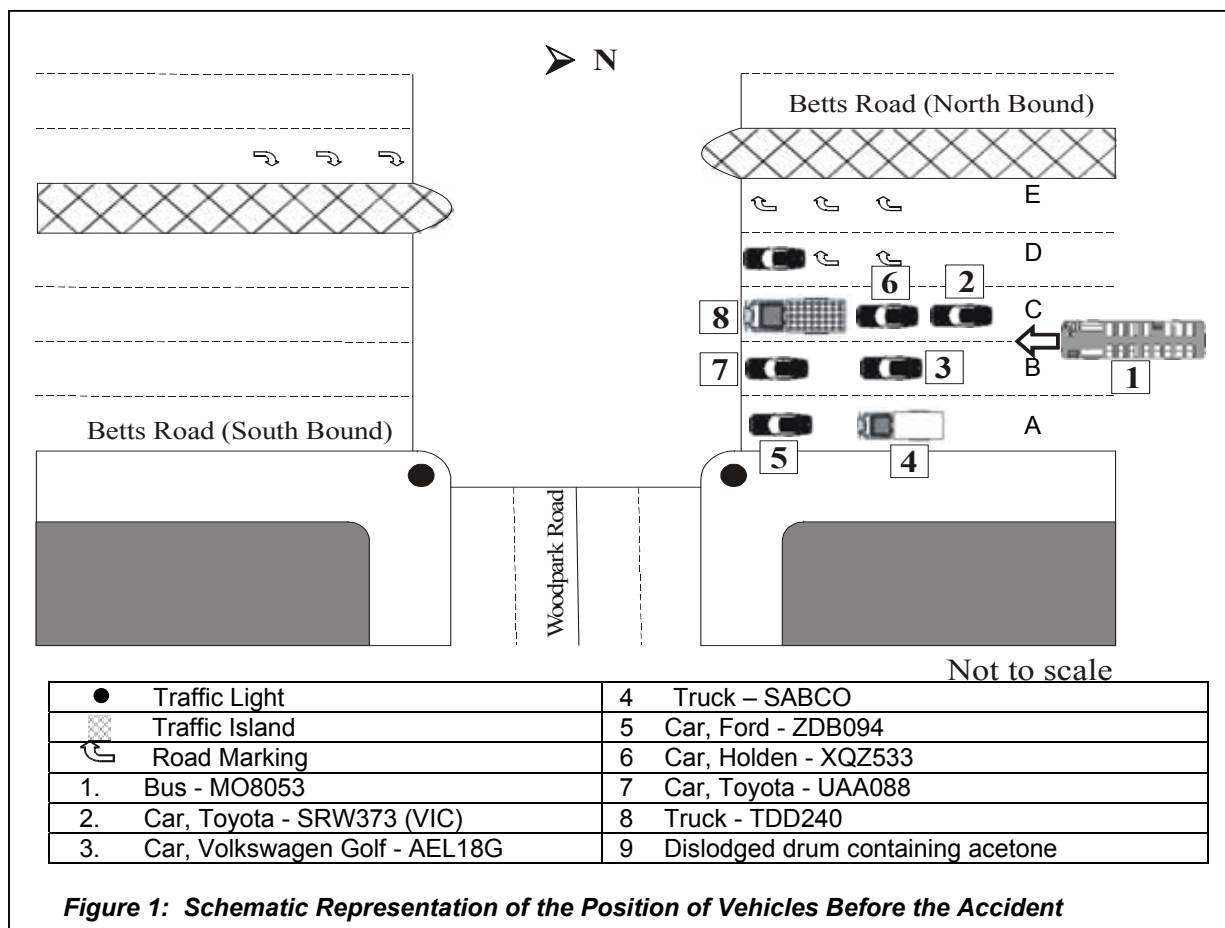 N
Betts Road (North Bound)
E
D
6
2
8
C
7
3
B
1
Betts Road (South Bound)
A
5
4
Woodpark Road
Not to scale
Traffic Light
4 Truck – SABCO
Traffic Island
5 Car, Ford - ZDB094
Road Marking
6 Car, Holden - XQZ533
1. Bus - MO8053
7 Car, Toyota - UAA088
2. Car, Toyota - SRW373 (VIC)
8 Truck - TDD240
3. Car, Volkswagen Golf - AEL18G
9 Dislodged drum containing acetone
Figure 1: Schematic Representation of the Position of Vehicles Before the Accident